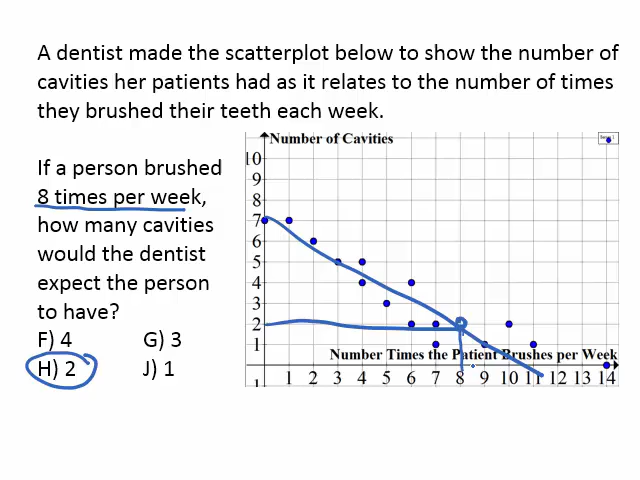 A dentist made the scatterplot below to show the number of
cavities her patients had as it relates to the number of times
they brushed their teeth each week.
If a person brushed
8 times per week,
how many cavities
would the dentist
expect the person
to have?
F) 4 G) 3
H) 2 J) 1
Number of Cavities
10
9
8
7
6
5
4
3
2
1
Number Times the Patient Brushes per Week
1 1 2 3 4 5 6 7 8 9 10 11 12 13 14